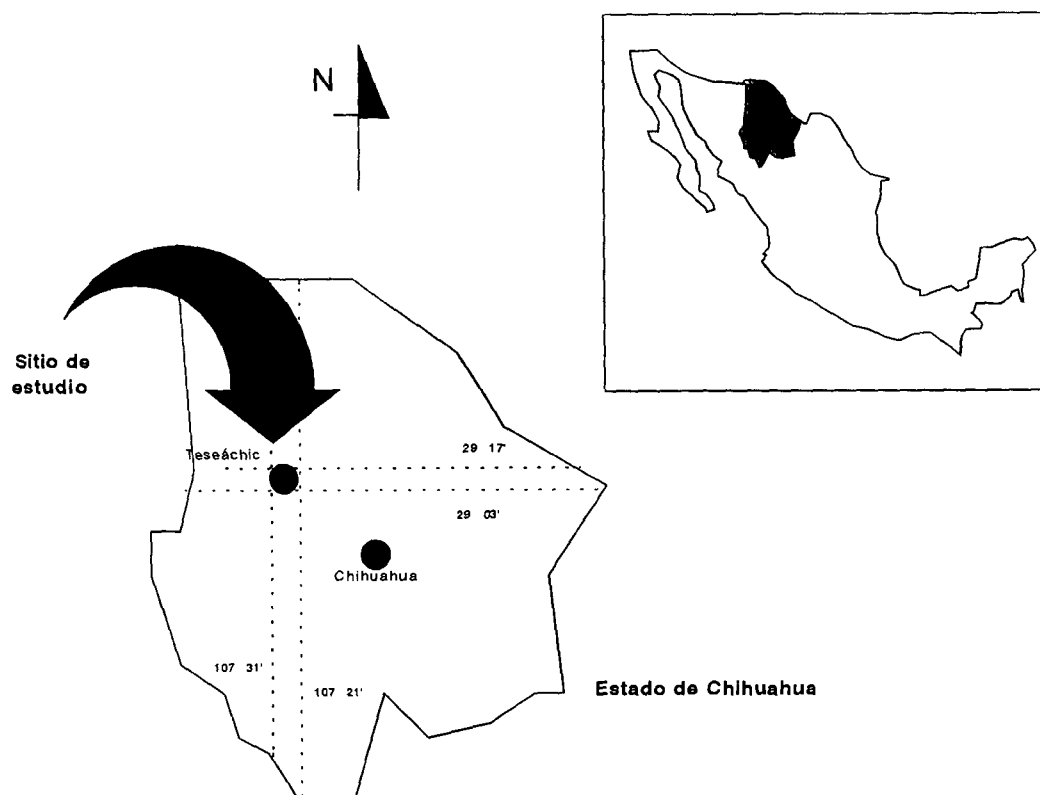 N
Sitio de
estudio
Teseáchic
29 17'
29 03'
Chihuahua
107 31'
107 21'
Estado de Chihuahua